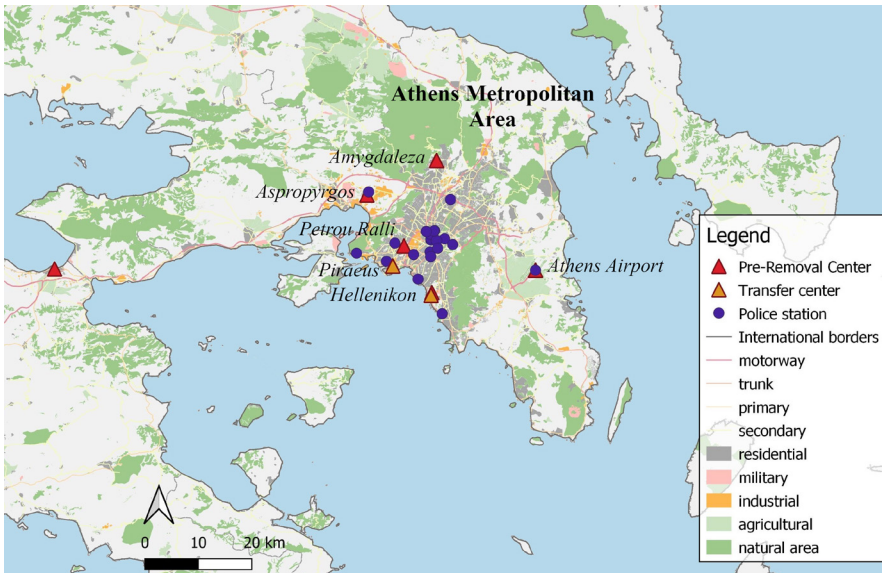 Athens Metropolitan
Area
Amygdaleza
Aspropyrgos
Petrou Ralli
Piraeus
Athens Airport
Hellenikon
Legend
Pre-Removal Center
Transfer center
Police station
International borders
motorway
trunk
primary
secondary
residential
military
industrial
agricultural
natural area
0 10 20 km